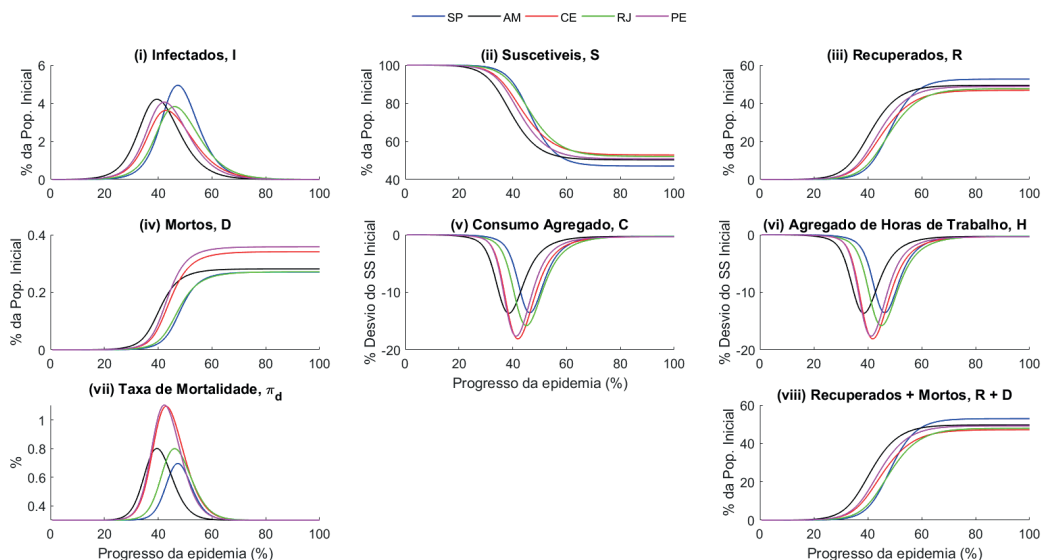 SP AM CE RJ PE
(i) Infectados, I
% da Pop. Inicial
6
4
2
0
0 20 40 60 80 100
(ii) Suscetiveis, S
% da Pop. Inicial
100
80
60
40
0 20 40 60 80 100
(iii) Recuperados, R
% da Pop. Inicial
60
40
20
0
0 20 40 60 80 100
(iv) Mortos, D
% da Pop. Inicial
0.4
0.2
0
0 20 40 60 80 100
(v) Consumo Agregado, C
% Desvio do SS Inicial
0
-10
-20
0 20 40 60 80 100
Progresso da epidemia (%)
(vi) Agregado de Horas de Trabalho, H
% Desvio do SS Inicial
0
-10
-20
0 20 40 60 80 100
(vii) Taxa de Mortalidade, π_d
%
1
0.8
0.6
0.4
0 20 40 60 80 100
Progresso da epidemia (%)
(viii) Recuperados + Mortos, R + D
% da Pop. Inicial
60
40
20
0
0 20 40 60 80 100
Progresso da epidemia (%)